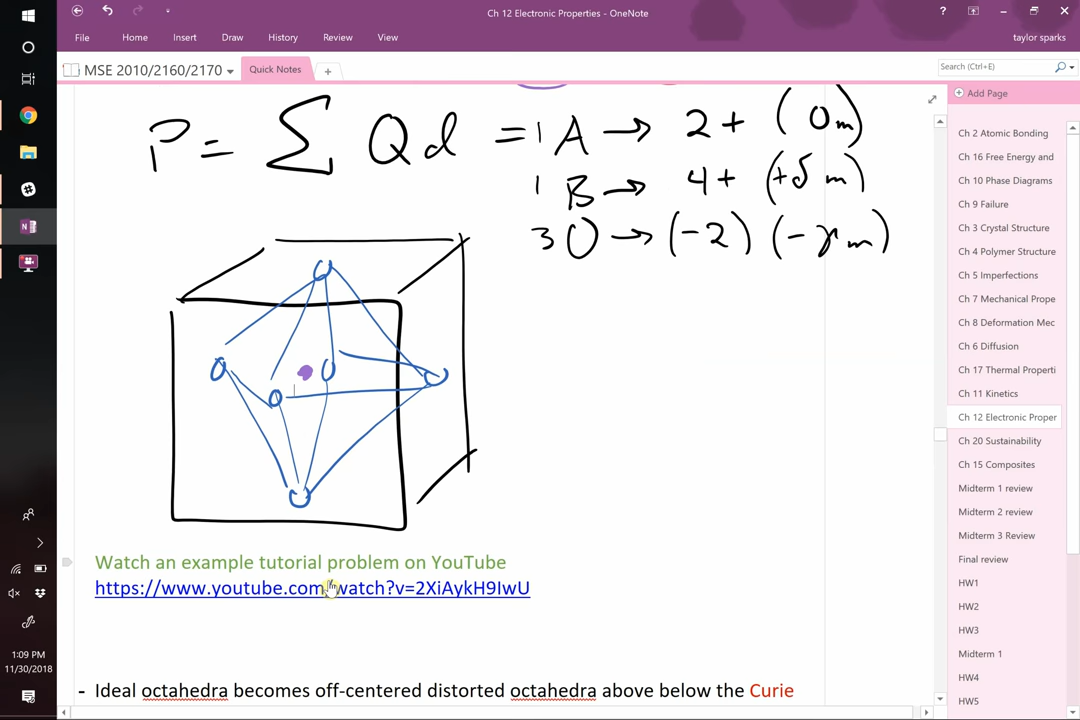 Ch 12 Electronic Properties - OneNote
?
taylor sparks
File Home Insert Draw History Review View
MSE 2010/2160/2170
Quick Notes
+
Search (Ctrl+E)
P = Σ Qd = 1 A → 2+ (0m)
1 B → 4+ (+δ m)
3 O → (-2) (-γ m)
O
O O
O O
O
Watch an example tutorial problem on YouTube
https://www.youtube.com/watch?v=2XiAykH9IwU
- Ideal octahedra becomes off-centered distorted octahedra above below the Curie
Add Page
Ch 2 Atomic Bonding
Ch 16 Free Energy and
Ch 10 Phase Diagrams
Ch 9 Failure
Ch 3 Crystal Structure
Ch 4 Polymer Structure
Ch 5 Imperfections
Ch 7 Mechanical Prope
Ch 8 Deformation Mec
Ch 6 Diffusion
Ch 17 Thermal Properti
Ch 11 Kinetics
Ch 12 Electronic Proper
Ch 20 Sustainability
Ch 15 Composites
Midterm 1 review
Midterm 2 review
Midterm 3 Review
Final review
HW1
HW2
HW3
Midterm 1
HW4
HW5
1:09 PM
11/30/2018